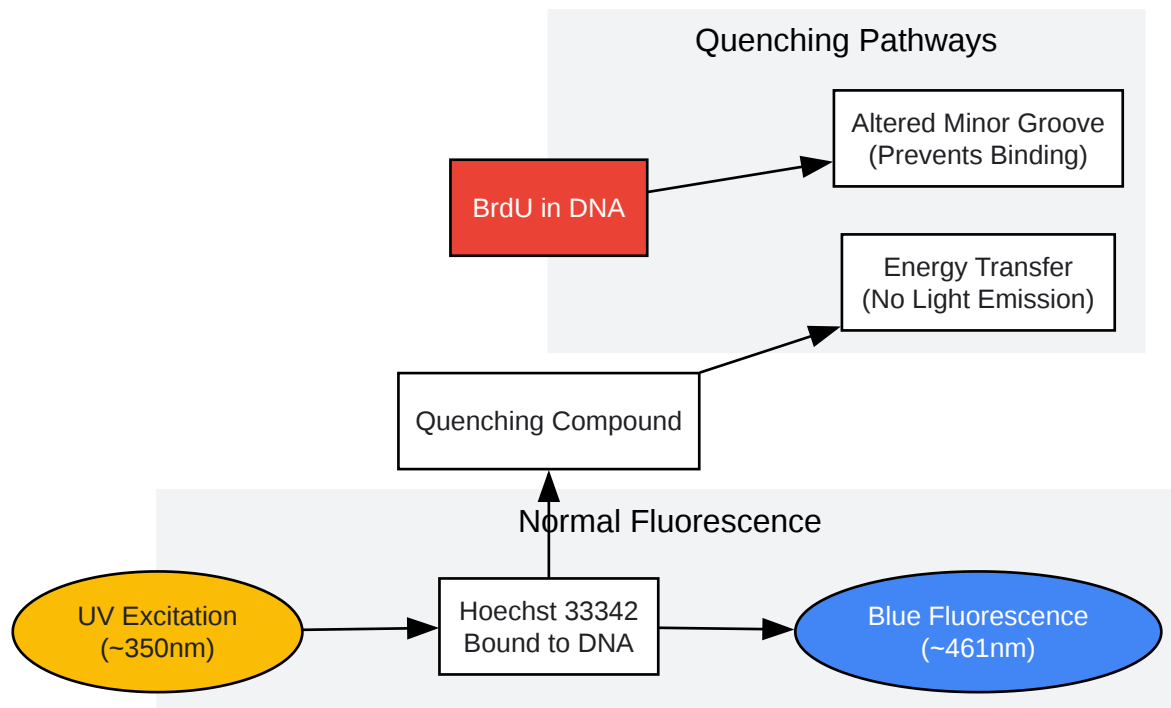 Quenching Pathways
Altered Minor Groove
(Prevents Binding)
BrdU in DNA
Energy Transfer
(No Light Emission)
Quenching Compound
Normal Fluorescence
UV Excitation
(~350nm)
Hoechst 33342
Bound to DNA
Blue Fluorescence
(~461nm)